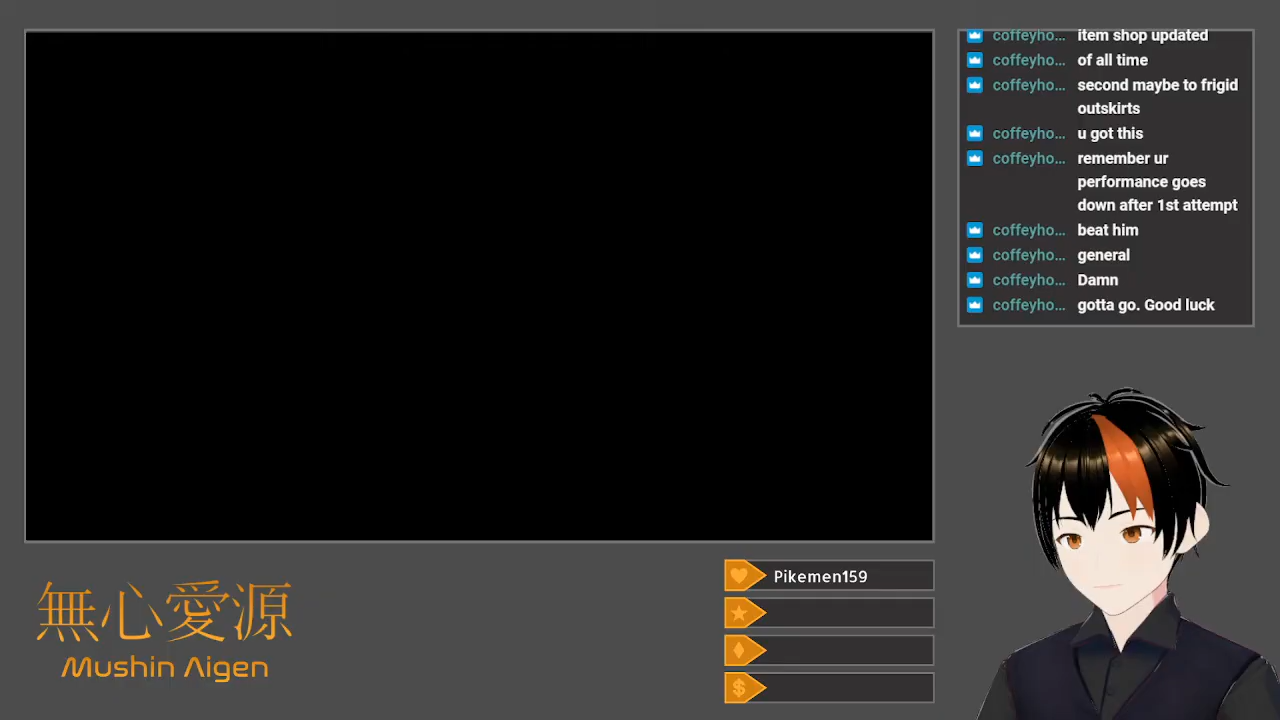 coffeyho... item shop updated
coffeyho... of all time
coffeyho... second maybe to frigid
outskirts
coffeyho... u got this
coffeyho... remember ur
performance goes
down after 1st attempt
coffeyho... beat him
coffeyho... general
coffeyho... Damn
coffeyho... gotta go. Good luck
Pikemen159
無心愛源
Mushin Aigen